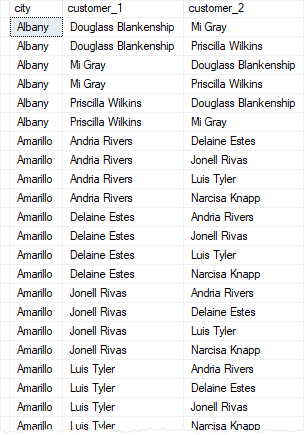 city customer_1 customer_2
Albany Douglass Blankenship Mi Gray
Albany Douglass Blankenship Priscilla Wilkins
Albany Mi Gray Douglass Blankenship
Albany Mi Gray Priscilla Wilkins
Albany Priscilla Wilkins Douglass Blankenship
Albany Priscilla Wilkins Mi Gray
Amarillo Andria Rivers Delaine Estes
Amarillo Andria Rivers Jonell Rivas
Amarillo Andria Rivers Luis Tyler
Amarillo Andria Rivers Narcisa Knapp
Amarillo Delaine Estes Andria Rivers
Amarillo Delaine Estes Jonell Rivas
Amarillo Delaine Estes Luis Tyler
Amarillo Delaine Estes Narcisa Knapp
Amarillo Jonell Rivas Andria Rivers
Amarillo Jonell Rivas Delaine Estes
Amarillo Jonell Rivas Luis Tyler
Amarillo Jonell Rivas Narcisa Knapp
Amarillo Luis Tyler Andria Rivers
Amarillo Luis Tyler Delaine Estes
Amarillo Luis Tyler Jonell Rivas
Amarillo Luis Tyler Narcisa Knapp